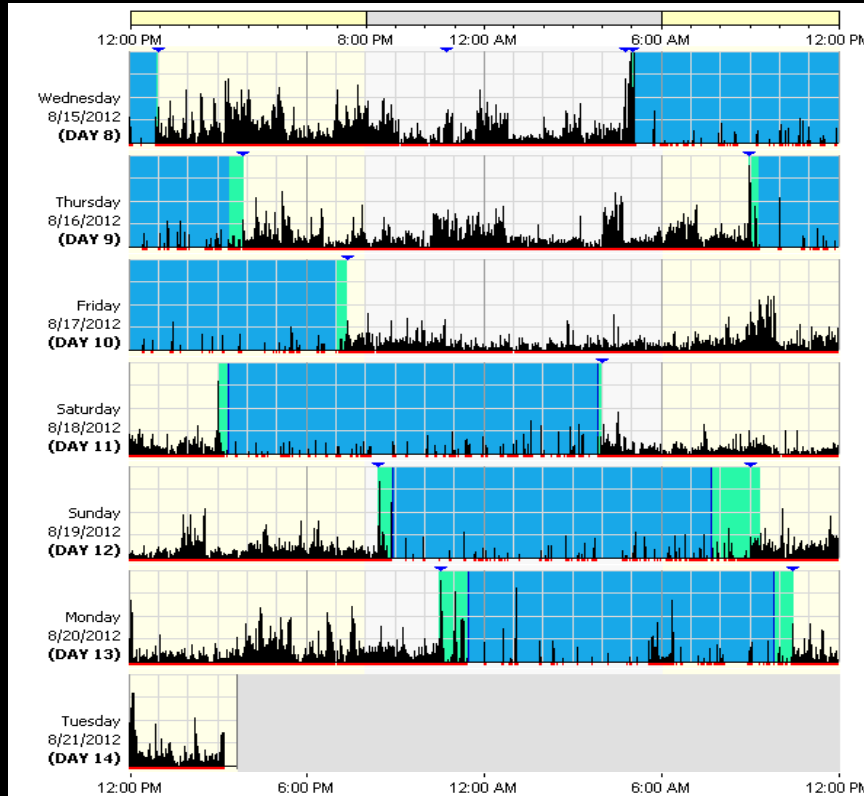 12:00 PM 8:00 PM 12:00 AM 6:00 AM 12:00 PM
Wednesday
8/15/2012
(DAY 8)
Thursday
8/16/2012
(DAY 9)
Friday
8/17/2012
(DAY 10)
Saturday
8/18/2012
(DAY 11)
Sunday
8/19/2012
(DAY 12)
Monday
8/20/2012
(DAY 13)
Tuesday
8/21/2012
(DAY 14)
12:00 PM 6:00 PM 12:00 AM 6:00 AM 12:00 PM